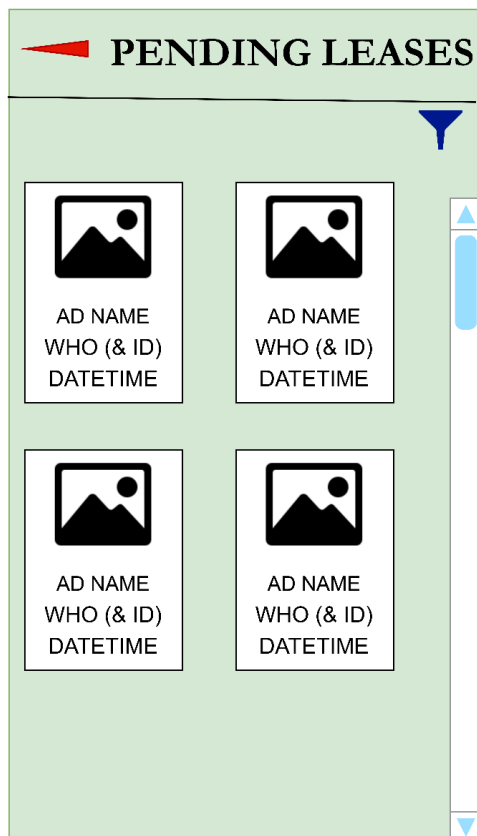 PENDING LEASES
AD NAME
WHO (& ID)
DATETIME
AD NAME
WHO (& ID)
DATETIME
AD NAME
WHO (& ID)
DATETIME
AD NAME
WHO (& ID)
DATETIME